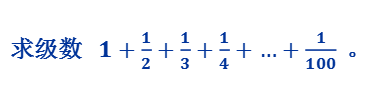 求级数 1 + 1/2 + 1/3 + 1/4 + … + 1/100 。